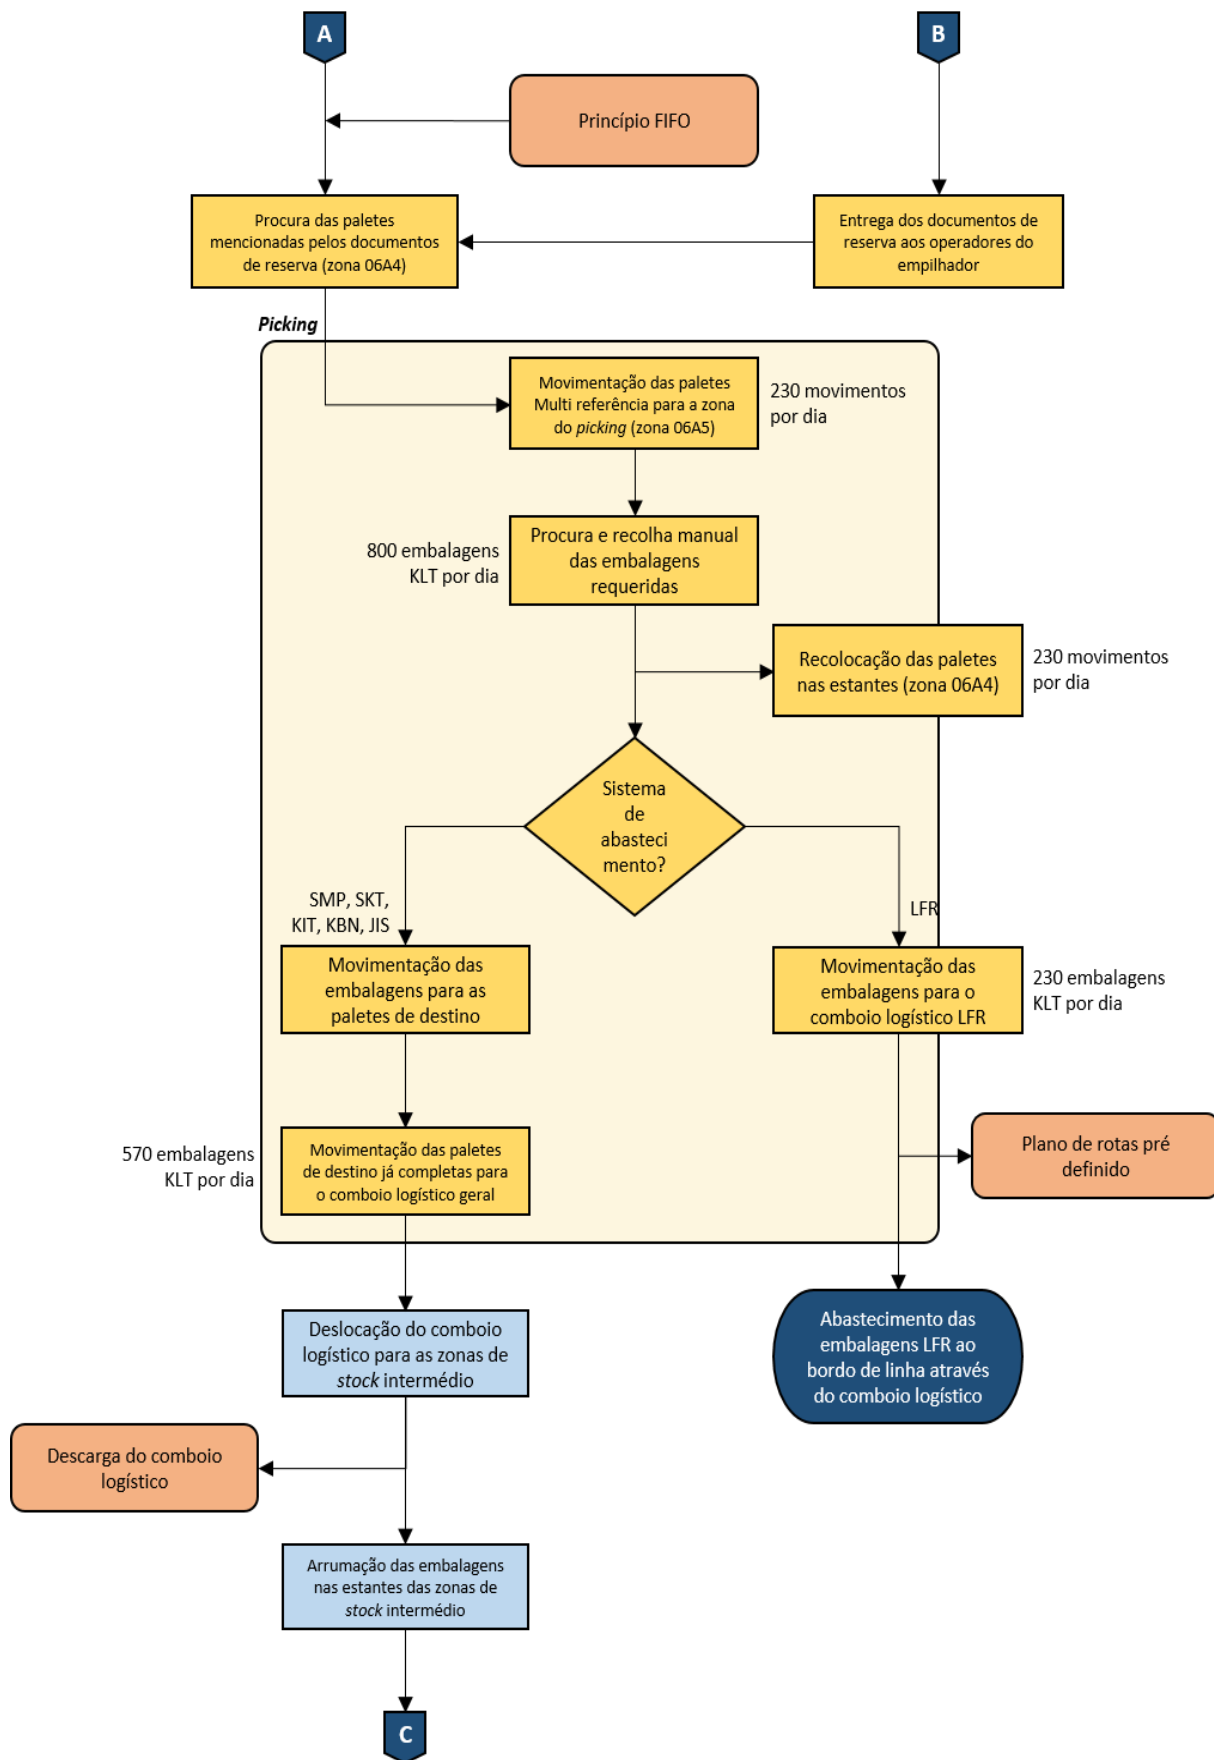 A
B
Princípio FIFO
Procura das paletes
mencionadas pelos documentos
de reserva (zona 06A4)
Entrega dos documentos de
reserva aos operadores do
empilhador
Picking
Movimentação das paletes
Multi referência para a zona
do picking (zona 06A5)
230 movimentos
por dia
Procura e recolha manual
das embalagens
requeridas
800 embalagens
KLT por dia
Recolocação das paletes
nas estantes (zona 06A4)
230 movimentos
por dia
Sistema
de
abasteci
mento?
SMP, SKT,
KIT, KBN, JIS
LFR
Movimentação das
embalagens para as
paletes de destino
Movimentação das
embalagens para o
comboio logístico LFR
230 embalagens
KLT por dia
570 embalagens
KLT por dia
Movimentação das paletes
de destino já completas para
o comboio logístico geral
Plano de rotas pré
definido
Deslocação do comboio
logístico para as zonas de
stock intermédio
Abastecimento das
embalagens LFR ao
bordo de linha através
do comboio logístico
Descarga do comboio
logístico
Arrumação das embalagens
nas estantes das zonas de
stock intermédio
C